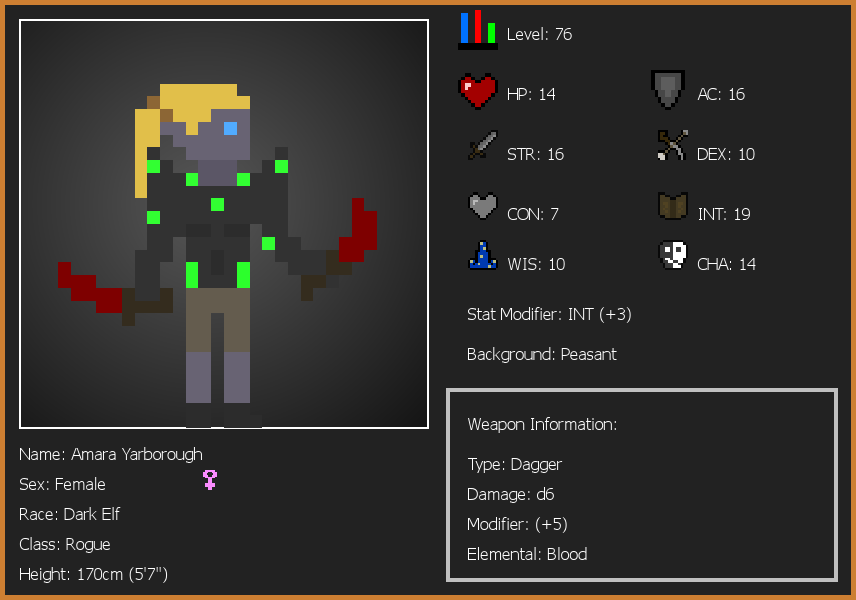 Level: 76
HP: 14
AC: 16
STR: 16
DEX: 10
CON: 7
INT: 19
WIS: 10
CHA: 14
Stat Modifier: INT (+3)
Background: Peasant
Weapon Information:
Type: Dagger
Damage: d6
Modifier: (+5)
Elemental: Blood
Name: Amara Yarborough
Sex: Female
Race: Dark Elf
Class: Rogue
Height: 170cm (5'7")